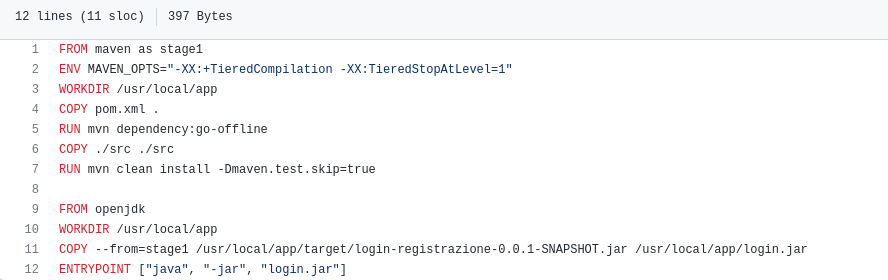 12 lines (11 sloc) 397 Bytes
1 FROM maven as stage1
2 ENV MAVEN_OPTS="-XX:+TieredCompilation -XX:TieredStopAtLevel=1"
3 WORKDIR /usr/local/app
4 COPY pom.xml .
5 RUN mvn dependency:go-offline
6 COPY ./src ./src
7 RUN mvn clean install -Dmaven.test.skip=true
8
9 FROM openjdk
10 WORKDIR /usr/local/app
11 COPY --from=stage1 /usr/local/app/target/login-registrazione-0.0.1-SNAPSHOT.jar /usr/local/app/login.jar
12 ENTRYPOINT ["java", "-jar", "login.jar"]